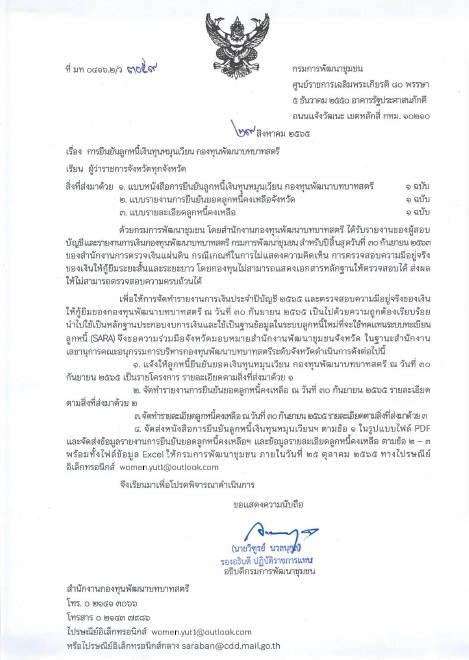 ที่ มท ๐๔๑๖.๒/ว
กรมการพัฒนาชุมชน
ศูนย์ราชการเฉลิมพระเกียรติ ๘๐ พรรษา
๕ ธันวาคม ๒๕๕๐ อาคารรัฐประศาสนภักดี
ถนนแจ้งวัฒนะ เขตหลักสี่ กทม. ๑๐๒๑๐
๒๙ สิงหาคม ๒๕๖๕
เรื่อง การยืนยันลูกหนี้เงินทุนหมุนเวียน กองทุนพัฒนาบทบาทสตรี
เรียน ผู้ว่าราชการจังหวัดทุกจังหวัด
สิ่งที่ส่งมาด้วย ๑. แบบหนังสือการยืนยันลูกหนี้เงินทุนหมุนเวียน กองทุนพัฒนาบทบาทสตรี ๑ ฉบับ
๒. แบบรายงานการยืนยันยอดลูกหนี้คงเหลือจังหวัด ๑ ฉบับ
๓. แบบรายละเอียดลูกหนี้คงเหลือ ๑ ฉบับ
ด้วยกรมการพัฒนาชุมชน โดยสำนักงานกองทุนพัฒนาบทบาทสตรี ได้รับรายงานของผู้สอบ
บัญชีและรายงานการเงินกองทุนพัฒนาบทบาทสตรี กรมการพัฒนาชุมชน สำหรับปีสิ้นสุดวันที่ ๓๐ กันยายน ๒๕๖๓
ของสำนักงานการตรวจเงินแผ่นดิน กรณีเกณฑ์ในการไม่แสดงความคิดเห็น การตรวจสอบความมีอยู่จริง
ของเงินให้กู้ยืมระยะสั้นและระยะยาว โดยกองทุนไม่สามารถแสดงเอกสารหลักฐานให้ตรวจสอบได้ ส่งผล
ให้ไม่สามารถตรวจสอบความครบถ้วนได้
เพื่อให้การจัดทำรายงานการเงินประจำปีบัญชี ๒๕๖๕ และตรวจสอบความมีอยู่จริงของเงิน
ให้กู้ยืมของกองทุนพัฒนาบทบาทสตรี ณ วันที่ ๓๐ กันยายน ๒๕๖๕ เป็นไปด้วยความถูกต้องเรียบร้อย
นำไปใช้เป็นหลักฐานประกอบงบการเงินและใช้เป็นฐานข้อมูลในระบบลูกหนี้ใหม่ที่จะใช้ทดแทนระบบทะเบียน
ลูกหนี้ (SARA) จึงขอความร่วมมือจังหวัดมอบหมายสำนักงานพัฒนาชุมชนจังหวัด ในฐานะสำนักงาน
เลขานุการคณะอนุกรรมการบริหารกองทุนพัฒนาบทบาทสตรีระดับจังหวัดดำเนินการดังต่อไปนี้
๑. แจ้งให้ลูกหนี้ยืนยันยอดเงินทุนหมุนเวียน กองทุนพัฒนาบทบาทสตรี ณ วันที่ ๓๐
กันยายน ๒๕๖๕ เป็นรายโครงการ รายละเอียดตามสิ่งที่ส่งมาด้วย ๑
๒. จัดทำรายงานการยืนยันยอดลูกหนี้คงเหลือ ณ วันที่ ๓๐ กันยายน ๒๕๖๕ รายละเอียด
ตามสิ่งที่ส่งมาด้วย ๒
๓. จัดทำรายละเอียดลูกหนี้คงเหลือ ณ วันที่ ๓๐ กันยายน ๒๕๖๕ รายละเอียดตามสิ่งที่ส่งมาด้วย ๓
๔. จัดส่งหนังสือการยืนยันลูกหนี้เงินทุนหมุนเวียนฯ ตามข้อ ๑ ในรูปแบบไฟล์ PDF
และจัดส่งข้อมูลรายงานการยืนยันยอดลูกหนี้คงเหลือฯ และข้อมูลรายละเอียดลูกหนี้คงเหลือ ตามข้อ ๒ – ๓
พร้อมทั้งไฟล์ข้อมูล Excel ให้กรมการพัฒนาชุมชน ภายในวันที่ ๒๕ ตุลาคม ๒๕๖๕ ทางไปรษณีย์
อิเล็กทรอนิกส์ women.yut1@outlook.com
จึงเรียนมาเพื่อโปรดพิจารณาดำเนินการ
ขอแสดงความนับถือ
(นายวิฑูรย์ นวลนุกูล)
รองอธิบดี ปฏิบัติราชการแทน
อธิบดีกรมการพัฒนาชุมชน
สำนักงานกองทุนพัฒนาบทบาทสตรี
โทร. ๐ ๒๑๔๑ ๓๐๖๖
โทรสาร ๐ ๒๑๔๓ ๗๙๘๖
ไปรษณีย์อิเล็กทรอนิกส์ women.yut1@outlook.com
หรือไปรษณีย์อิเล็กทรอนิกส์กลาง saraban@cdd.mail.go.th